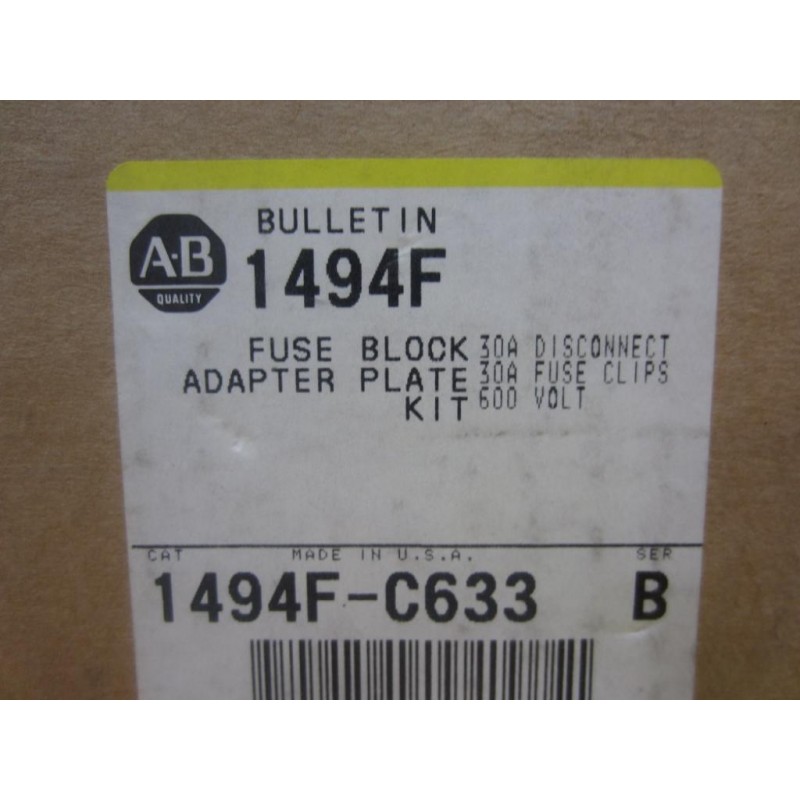 BULLETIN
A-B
QUALITY
1494F
FUSE BLOCK 30A DISCONNECT
ADAPTER PLATE 30A FUSE CLIPS
KIT 600 VOLT
CAT MADE IN U.S.A. SER
1494F-C633 B